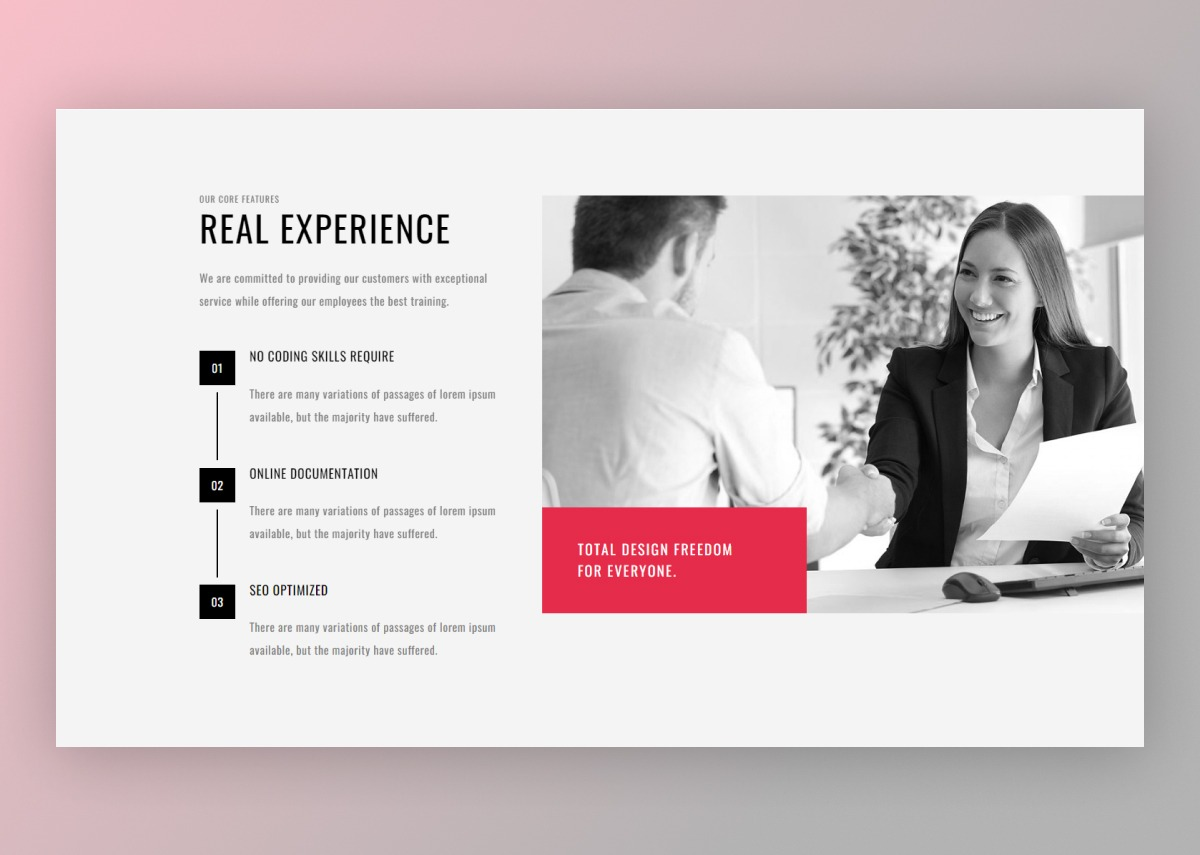 OUR CORE FEATURES
REAL EXPERIENCE
We are committed to providing our customers with exceptional
service while offering our employees the best training.
01
NO CODING SKILLS REQUIRE
There are many variations of passages of lorem ipsum
available, but the majority have suffered.
02
ONLINE DOCUMENTATION
There are many variations of passages of lorem ipsum
available, but the majority have suffered.
03
SEO OPTIMIZED
There are many variations of passages of lorem ipsum
available, but the majority have suffered.
TOTAL DESIGN FREEDOM
FOR EVERYONE.